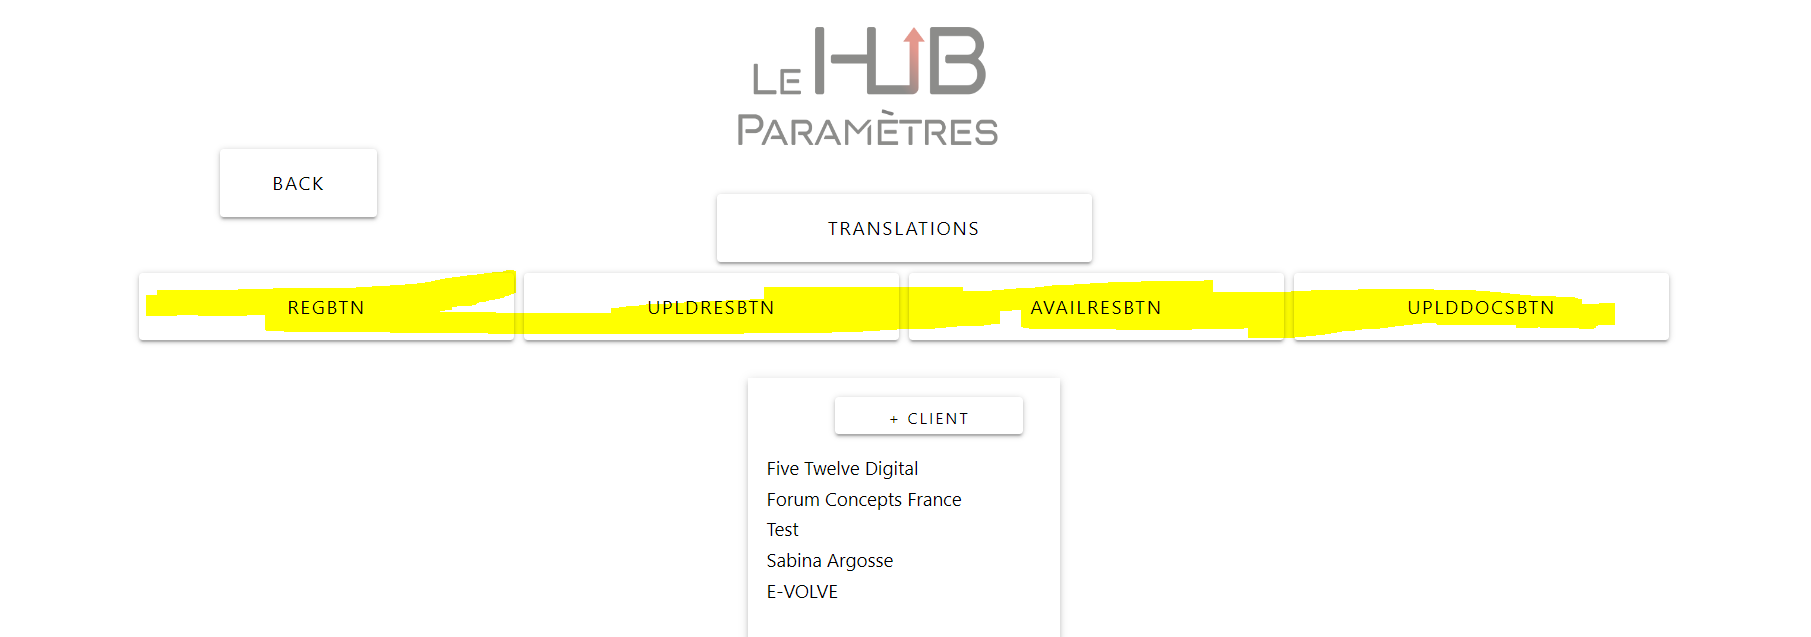 LE HUB
PARAMÈTRES
BACK
TRANSLATIONS
REGBTN
UPLDRESBTN
AVAILRESBTN
UPLDDOCSBTN
+ CLIENT
Five Twelve Digital
Forum Concepts France
Test
Sabina Argosse
E-VOLVE